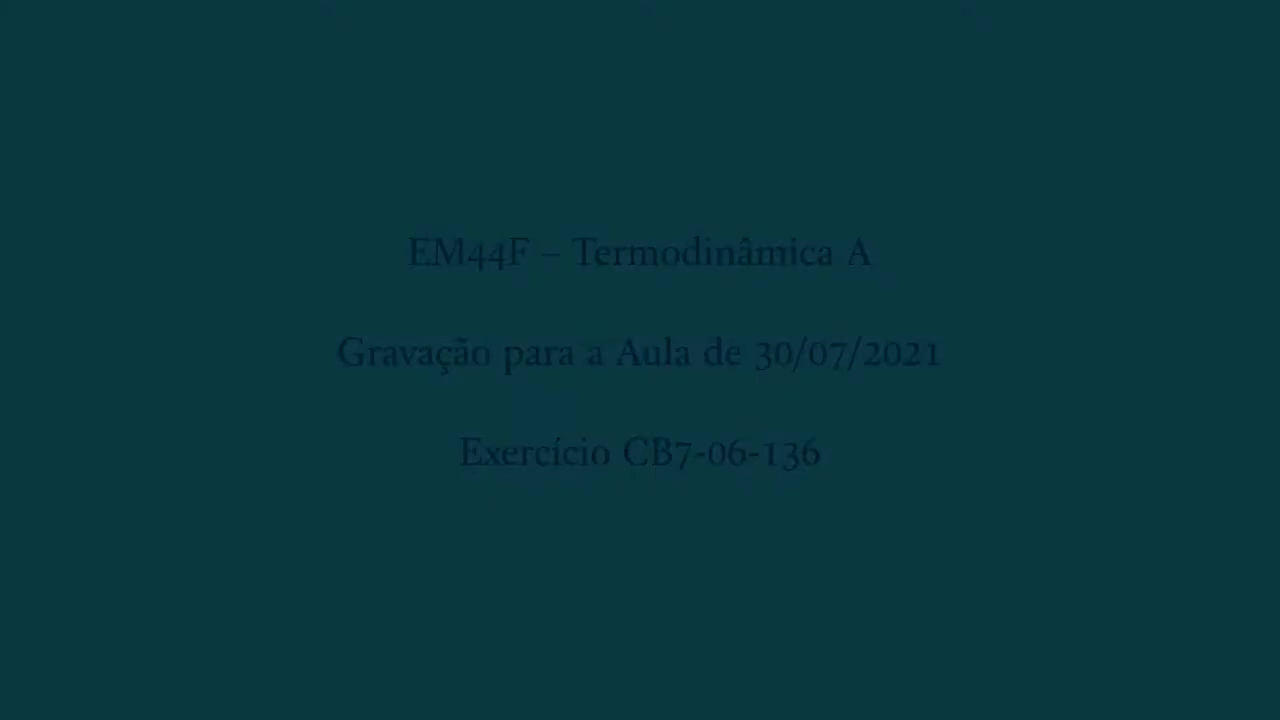 EM44F – Termodinâmica A
Gravação para a Aula de 30/07/2021
Exercício CB7-06-136